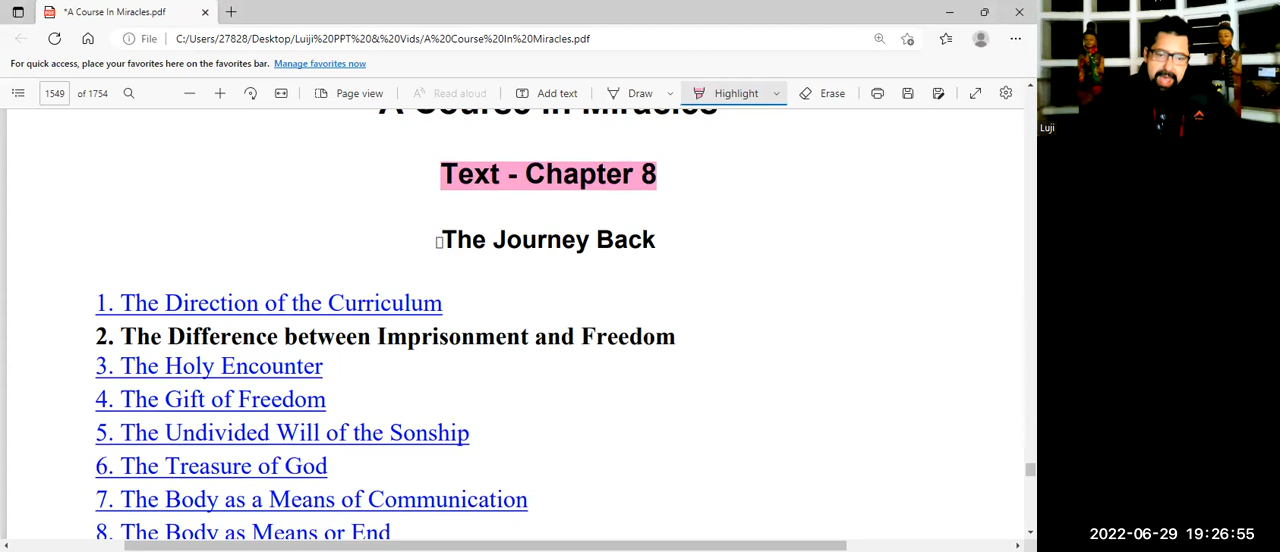 *A Course In Miracles.pdf
File C:/Users/27828/Desktop/Luiji%20PPT%20&%20Vids/A%20Course%20In%20Miracles.pdf
For quick access, place your favorites here on the favorites bar. Manage favorites now
1549 of 1754 Page view Read aloud Add text Draw Highlight Erase
A Course In Miracles
Text - Chapter 8
The Journey Back
1. The Direction of the Curriculum
2. The Difference between Imprisonment and Freedom
3. The Holy Encounter
4. The Gift of Freedom
5. The Undivided Will of the Sonship
6. The Treasure of God
7. The Body as a Means of Communication
8. The Body as Means or End
Luji
2022-06-29 19:26:55